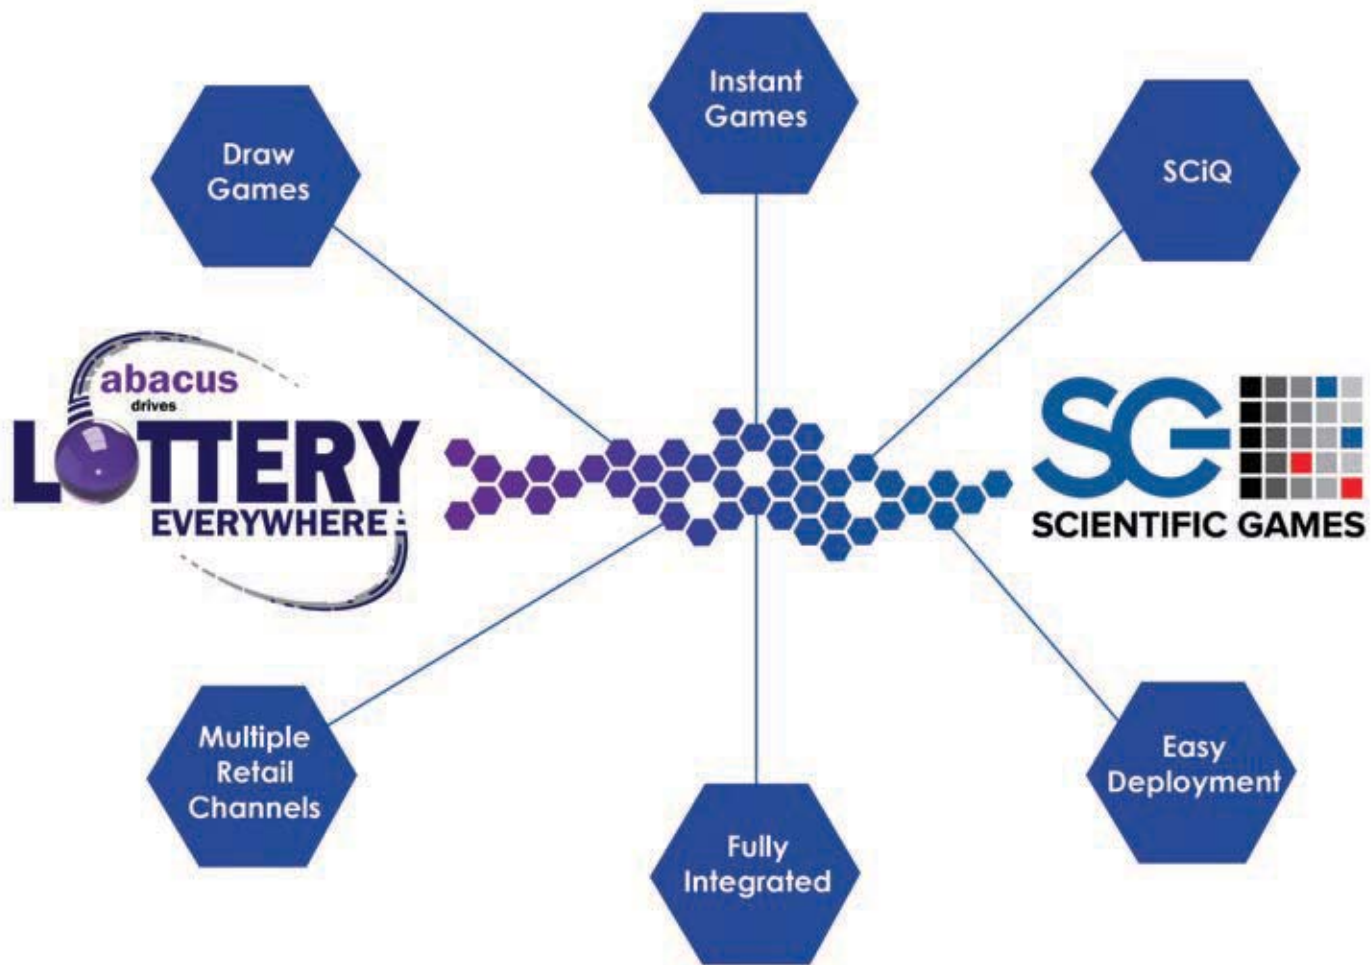 Instant
Games
Draw
Games
SCiQ
abacus
drives
LOTTERY
EVERYWHERE
SG
SCIENTIFIC GAMES
Multiple
Retail
Channels
Easy
Deployment
Fully
Integrated